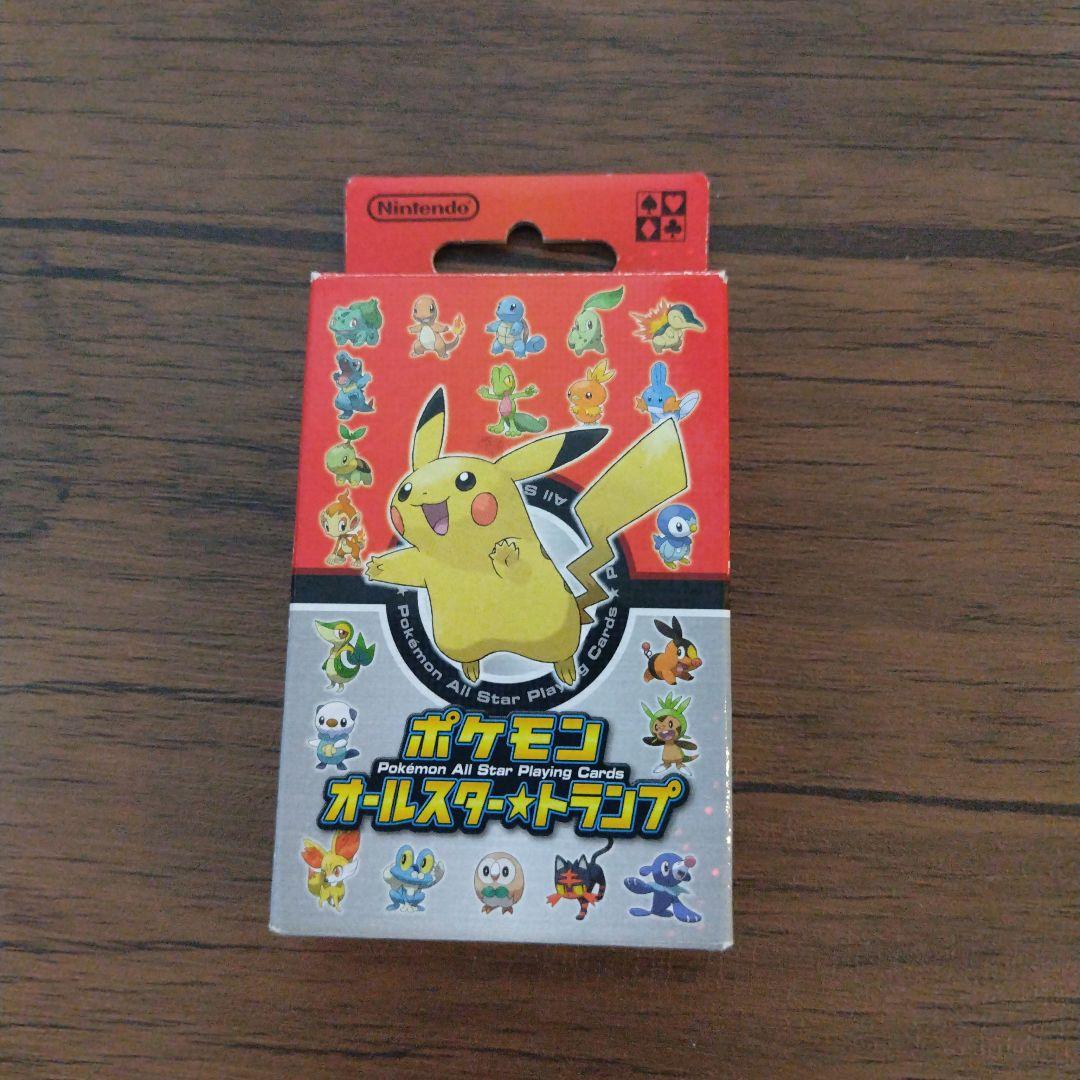 Nintendo
All S
★ Pokémon All Star Playing Cards ★ P
ポケモン
Pokémon All Star Playing Cards
オールスター★トランプ